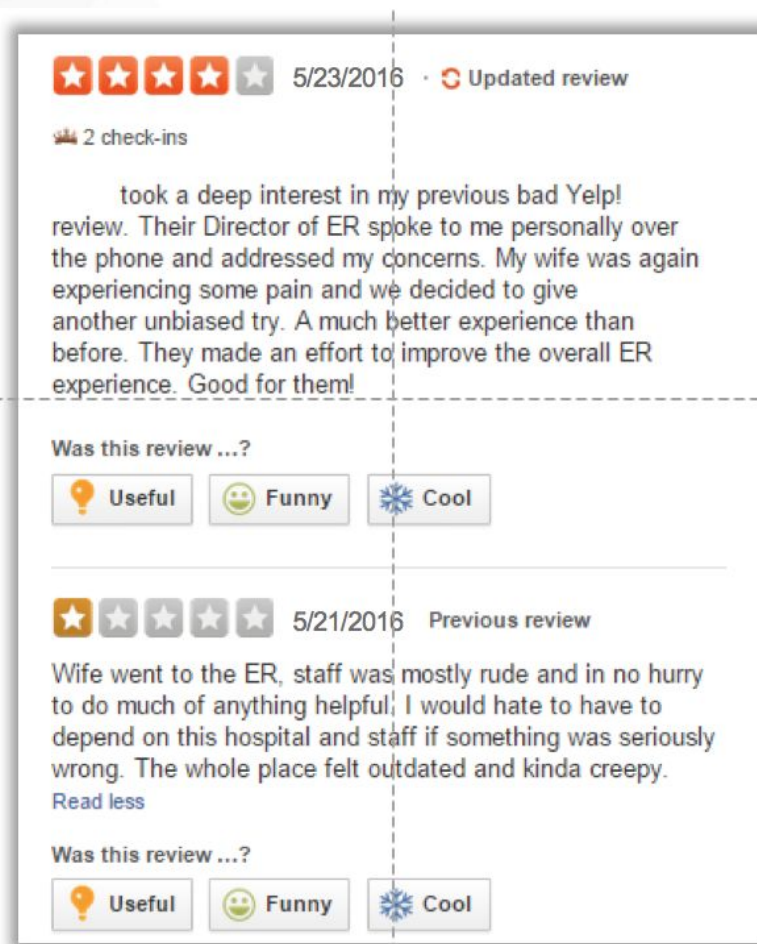 5/23/2016 · Updated review
2 check-ins
took a deep interest in my previous bad Yelp!
review. Their Director of ER spoke to me personally over
the phone and addressed my concerns. My wife was again
experiencing some pain and we decided to give
another unbiased try. A much better experience than
before. They made an effort to improve the overall ER
experience. Good for them!
Was this review ...?
Useful Funny Cool
5/21/2016 Previous review
Wife went to the ER, staff was mostly rude and in no hurry
to do much of anything helpful. I would hate to have to
depend on this hospital and staff if something was seriously
wrong. The whole place felt outdated and kinda creepy.
Read less
Was this review ...?
Useful Funny Cool